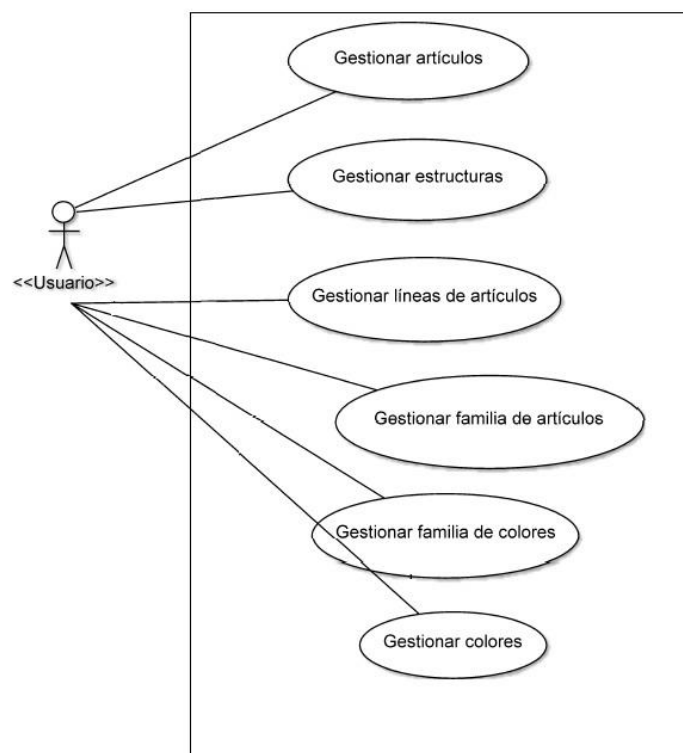 Gestionar artículos
Gestionar estructuras
<<Usuario>>
Gestionar líneas de artículos
Gestionar familia de artículos
Gestionar familia de colores
Gestionar colores